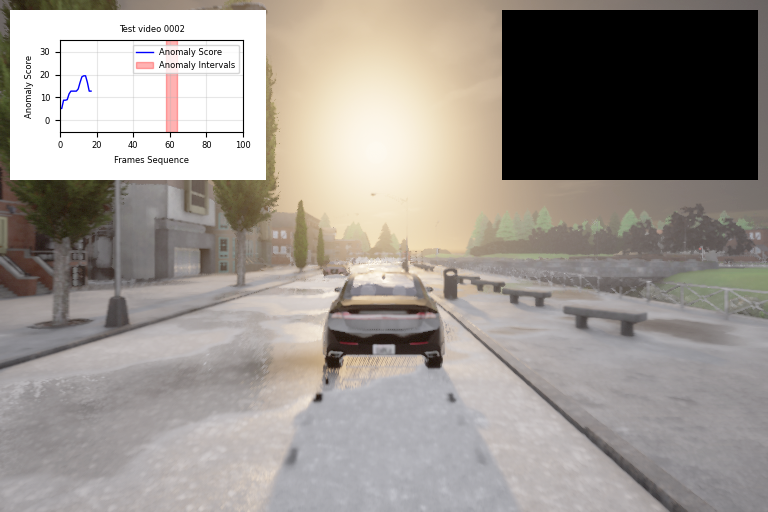 Test video 0002
Anomaly Score
Anomaly Intervals
30
20
10
0
0 20 40 60 80 100
Anomaly Score
Frames Sequence